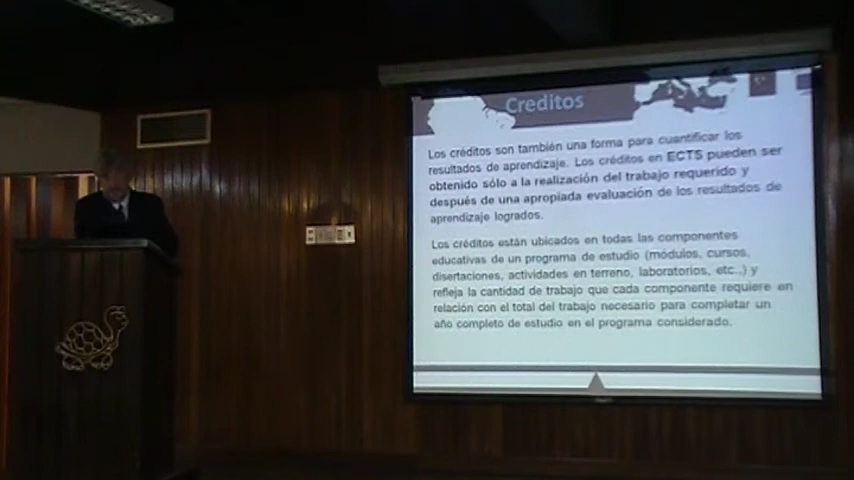 Creditos
Los créditos son también una forma para cuantificar los
resultados de aprendizaje. Los créditos en ECTS pueden ser
obtenido sólo a la realización del trabajo requerido y
después de una apropiada evaluación de los resultados de
aprendizaje logrados.
Los créditos están ubicados en todas las componentes
educativas de un programa de estudio (módulos, cursos,
disertaciones, actividades en terreno, laboratorios, etc..,) y
refleja la cantidad de trabajo que cada componente requiere en
relación con el total del trabajo necesario para completar un
año completo de estudio en el programa considerado.